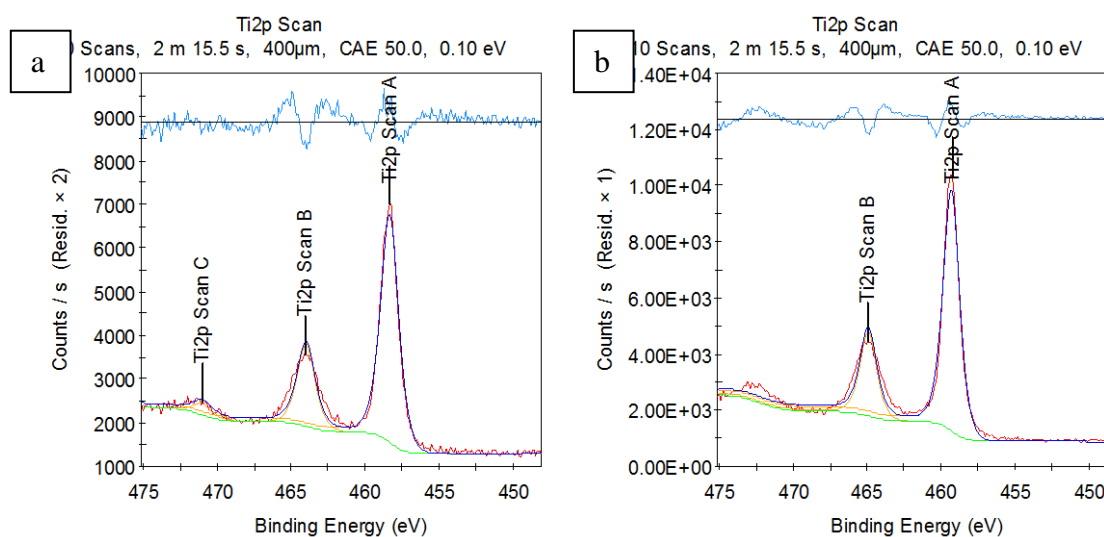 Ti2p Scan
0 Scans, 2 m 15.5 s, 400µm, CAE 50.0, 0.10 eV
a
10000
9000
8000
7000
6000
5000
4000
3000
2000
1000
Counts / s (Resid. × 2)
Ti2p Scan C
Ti2p Scan B
Ti2p Scan A
475
470
465
460
455
450
Binding Energy (eV)
Ti2p Scan
10 Scans, 2 m 15.5 s, 400µm, CAE 50.0, 0.10 eV
b
1.40E+04
1.20E+04
1.00E+04
8.00E+03
6.00E+03
4.00E+03
2.00E+03
0.00E+00
Counts / s (Resid. × 1)
Ti2p Scan B
Ti2p Scan A
475
470
465
460
455
450
Binding Energy (eV)